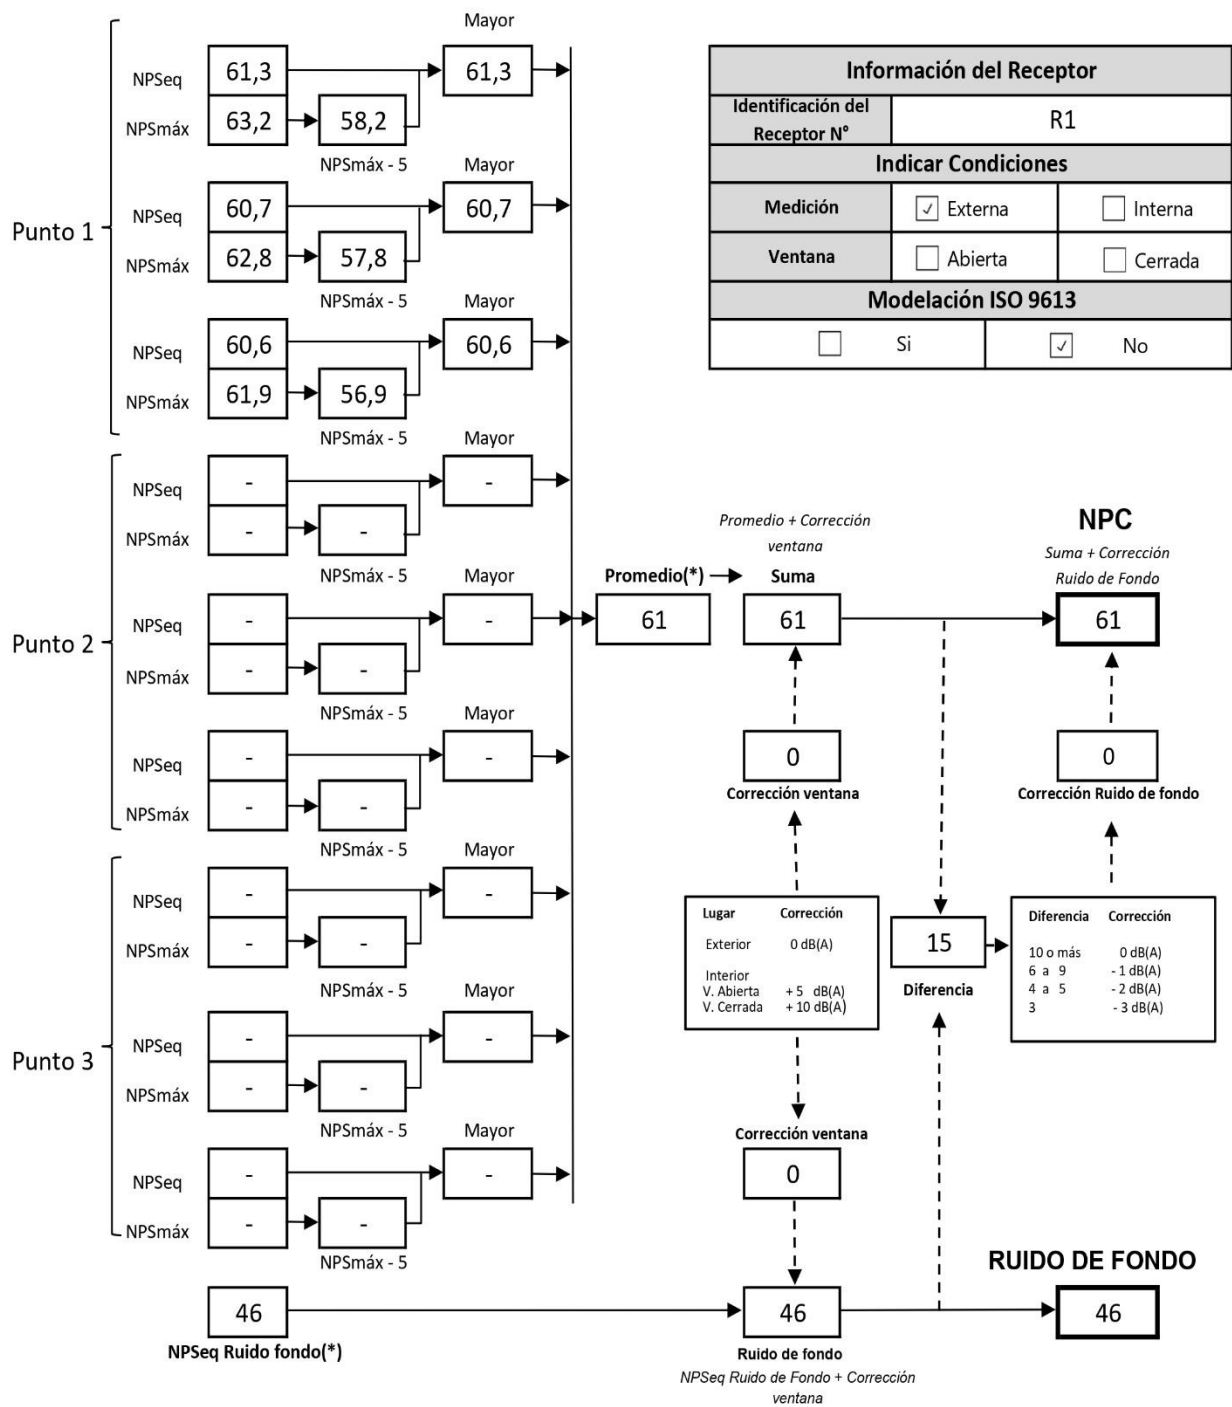 Mayor
NPSeq 61,3 61,3
NPSmáx 63,2 58,2
NPSmáx - 5 Mayor
Punto 1
NPSeq 60,7 60,7
NPSmáx 62,8 57,8
NPSmáx - 5 Mayor
NPSeq 60,6 60,6
NPSmáx 61,9 56,9
NPSmáx - 5 Mayor
NPSeq - -
NPSmáx - -
NPSmáx - 5 Mayor
Punto 2
NPSeq - -
NPSmáx - -
NPSmáx - 5 Mayor
NPSeq - -
NPSmáx - -
NPSmáx - 5 Mayor
NPSeq - -
NPSmáx - -
NPSmáx - 5 Mayor
Punto 3
NPSeq - -
NPSmáx - -
NPSmáx - 5 Mayor
NPSeq - -
NPSmáx - -
NPSmáx - 5
46
NPSeq Ruido fondo(*)
Información del Receptor
Identificación del
Receptor N°
R1
Indicar Condiciones
Medición ✓ Externa Interna
Ventana Abierta Cerrada
Modelación ISO 9613
Si ✓ No
Promedio(*)
61
Promedio + Corrección
ventana
Suma
61
0
Corrección ventana
Lugar Corrección
Exterior 0 dB(A)
Interior
V. Abierta + 5 dB(A)
V. Cerrada + 10 dB(A)
Corrección ventana
0
46
Ruido de fondo
NPSeq Ruido de Fondo + Corrección
ventana
15
Diferencia
NPC
Suma + Corrección
Ruido de Fondo
61
0
Corrección Ruido de fondo
Diferencia Corrección
10 o más 0 dB(A)
6 a 9 - 1 dB(A)
4 a 5 - 2 dB(A)
3 - 3 dB(A)
RUIDO DE FONDO
46